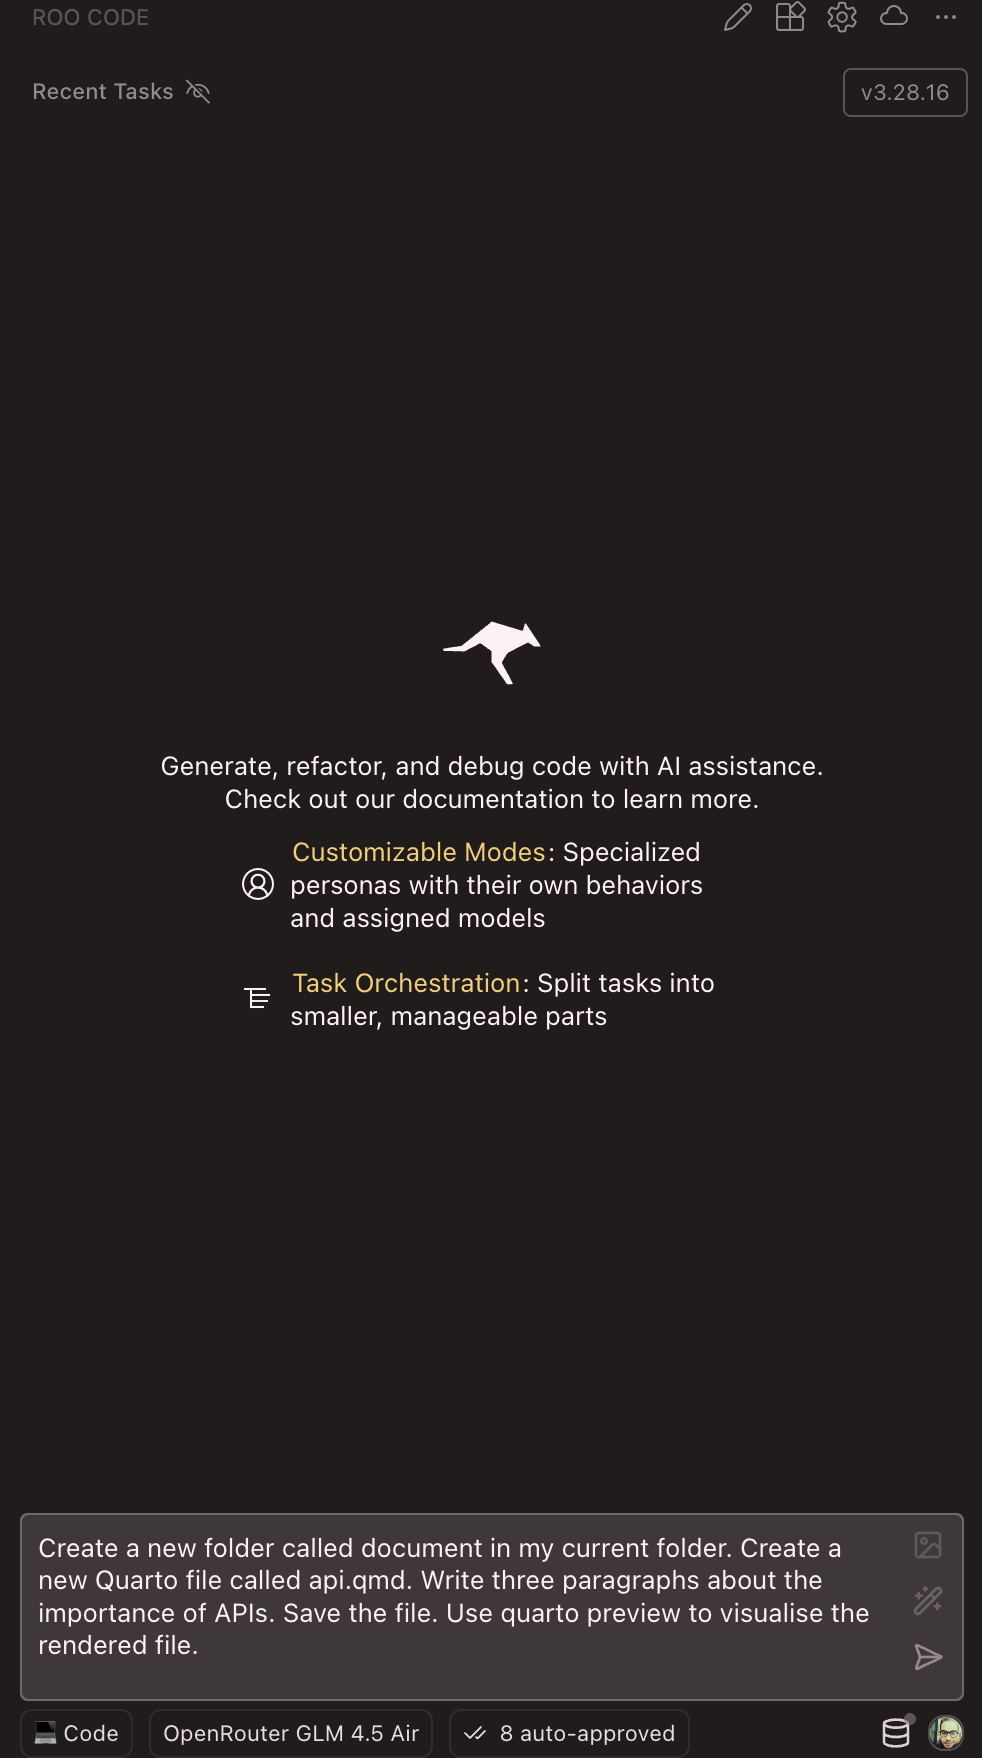 ROO CODE
Recent Tasks
v3.28.16
Generate, refactor, and debug code with AI assistance.
Check out our documentation to learn more.
Customizable Modes: Specialized
personas with their own behaviors
and assigned models
Task Orchestration: Split tasks into
smaller, manageable parts
Create a new folder called document in my current folder. Create a
new Quarto file called api.qmd. Write three paragraphs about the
importance of APIs. Save the file. Use quarto preview to visualise the
rendered file.
Code
OpenRouter GLM 4.5 Air
8 auto-approved